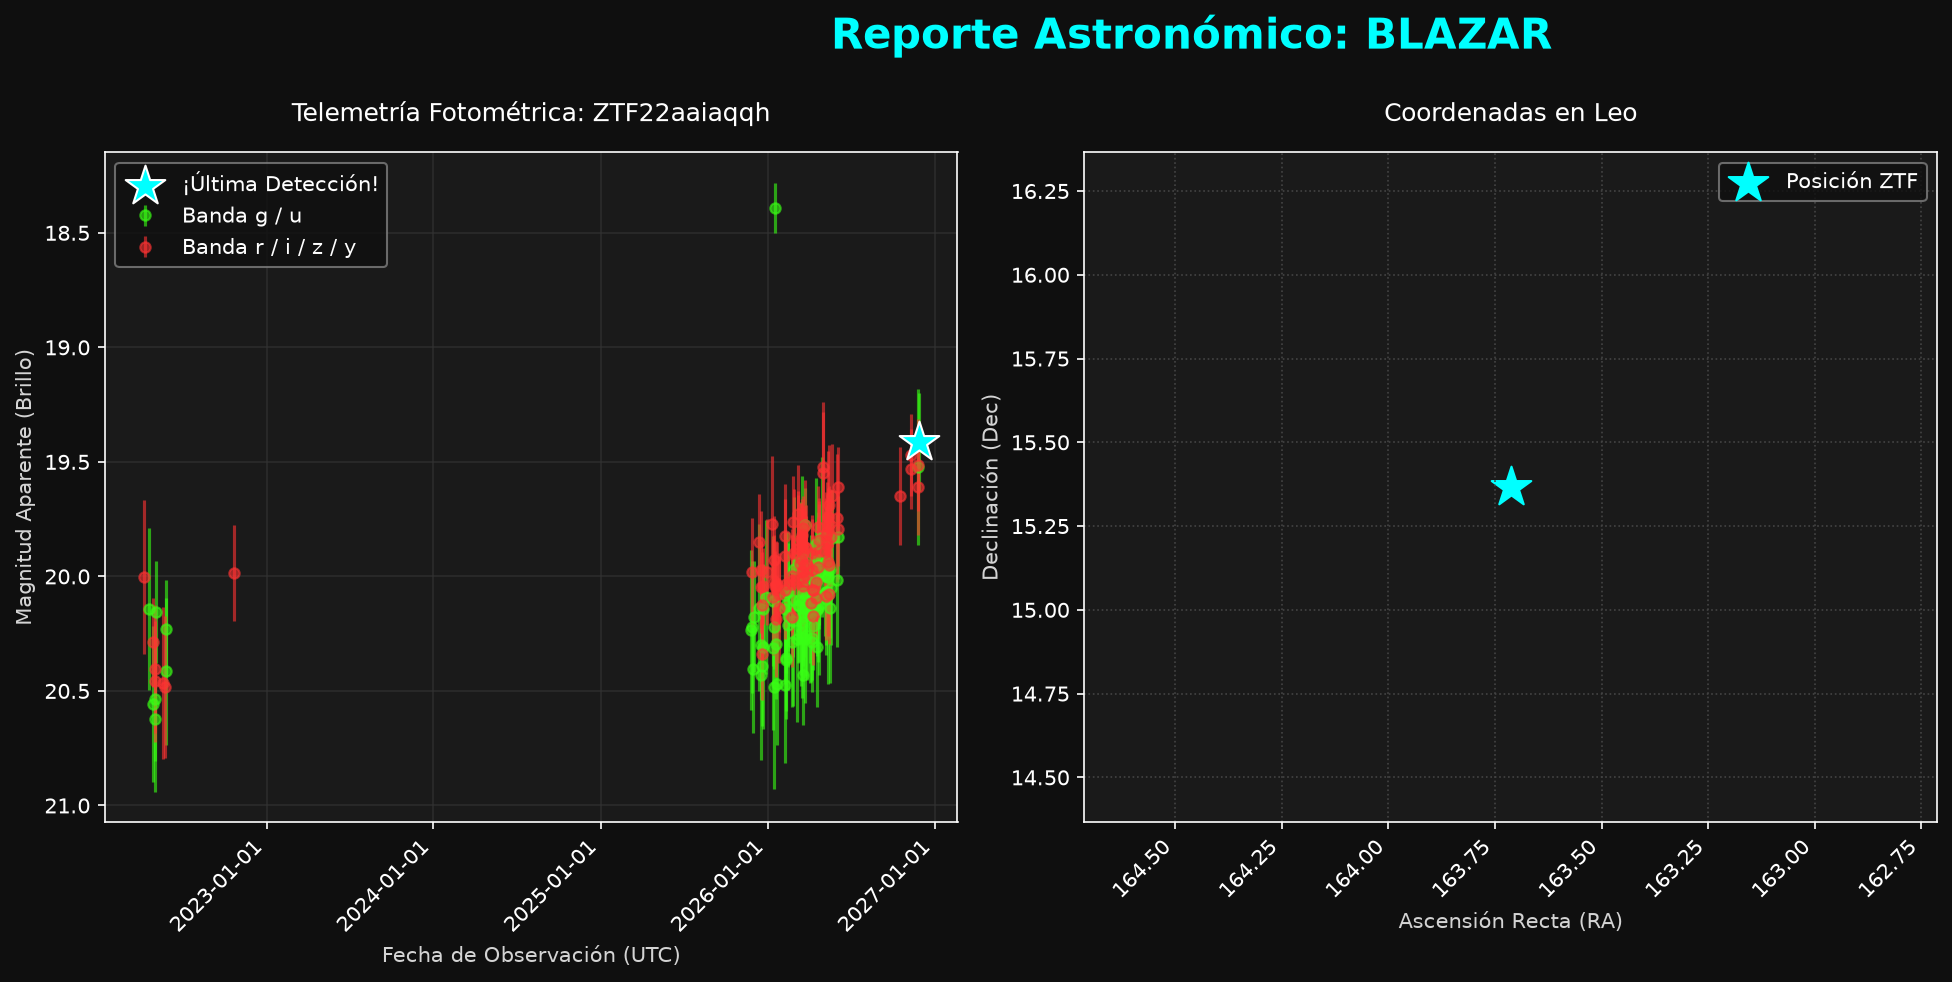 Reporte Astronómico: BLAZAR
Telemetría Fotométrica: ZTF22aaiaqqh
¡Última Detección!
Banda g / u
Banda r / i / z / y
Magnitud Aparente (Brillo)
18.5
19.0
19.5
20.0
20.5
21.0
2023-01-01
2024-01-01
2025-01-01
2026-01-01
2027-01-01
Fecha de Observación (UTC)
Coordenadas en Leo
Posición ZTF
Declinación (Dec)
16.25
16.00
15.75
15.50
15.25
15.00
14.75
14.50
164.50
164.25
164.00
163.75
163.50
163.25
163.00
162.75
Ascensión Recta (RA)